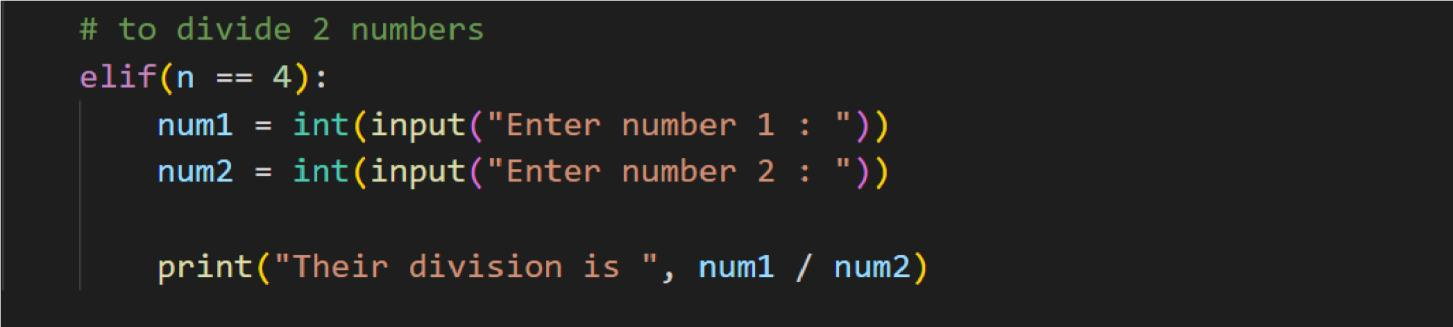 # to divide 2 numbers
elif(n == 4):
    num1 = int(input("Enter number 1 : "))
    num2 = int(input("Enter number 2 : "))

    print("Their division is ", num1 / num2)